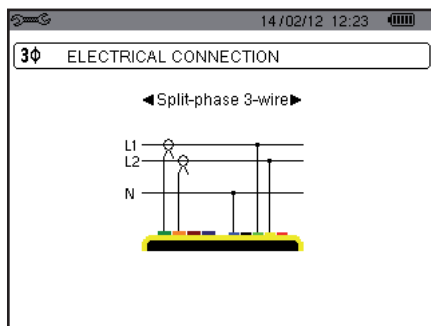 14/02/12 12:23
3ϕ ELECTRICAL CONNECTION
◄Split-phase 3-wire►
L1
L2
N